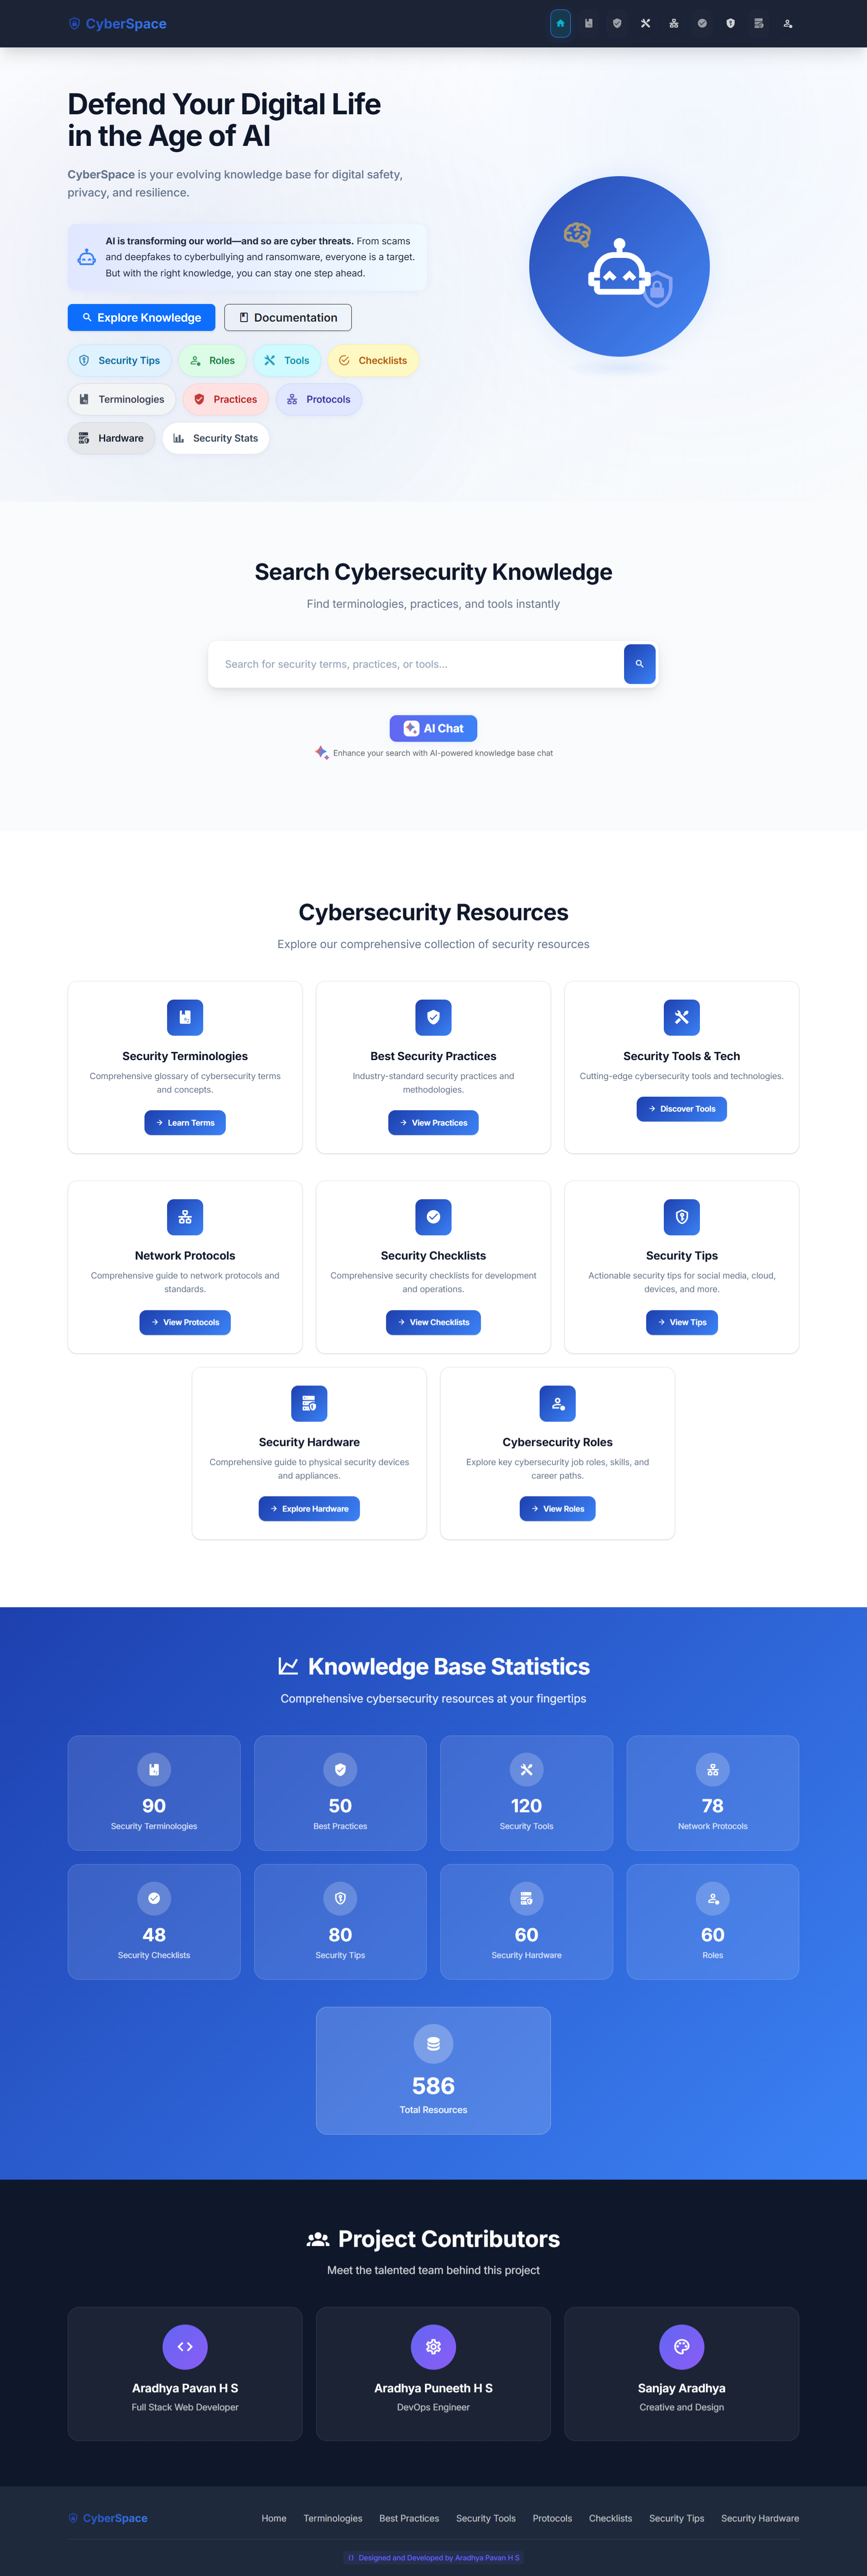 CyberSpace
Defend Your Digital Life
in the Age of AI
CyberSpace is your evolving knowledge base for digital safety,
privacy, and resilience.
AI is transforming our world—and so are cyber threats. From scams
and deepfakes to cyberbullying and ransomware, everyone is a target.
But with the right knowledge, you can stay one step ahead.
Explore Knowledge
Documentation
Security Tips
Roles
Tools
Checklists
Terminologies
Practices
Protocols
Hardware
Security Stats
Search Cybersecurity Knowledge
Find terminologies, practices, and tools instantly
Search for security terms, practices, or tools...
AI Chat
Enhance your search with AI-powered knowledge base chat
Cybersecurity Resources
Explore our comprehensive collection of security resources
Security Terminologies
Comprehensive glossary of cybersecurity terms
and concepts.
Learn Terms
Best Security Practices
Industry-standard security practices and
methodologies.
View Practices
Security Tools & Tech
Cutting-edge cybersecurity tools and technologies.
Discover Tools
Network Protocols
Comprehensive guide to network protocols and
standards.
View Protocols
Security Checklists
Comprehensive security checklists for development
and operations.
View Checklists
Security Tips
Actionable security tips for social media, cloud,
devices, and more.
View Tips
Security Hardware
Comprehensive guide to physical security devices
and appliances.
Explore Hardware
Cybersecurity Roles
Explore key cybersecurity job roles, skills, and
career paths.
View Roles
Knowledge Base Statistics
Comprehensive cybersecurity resources at your fingertips
90
Security Terminologies
50
Best Practices
120
Security Tools
78
Network Protocols
48
Security Checklists
80
Security Tips
60
Security Hardware
60
Roles
586
Total Resources
Project Contributors
Meet the talented team behind this project
Aradhya Pavan H S
Full Stack Web Developer
Aradhya Puneeth H S
DevOps Engineer
Sanjay Aradhya
Creative and Design
CyberSpace
Home
Terminologies
Best Practices
Security Tools
Protocols
Checklists
Security Tips
Security Hardware
Designed and Developed by Aradhya Pavan H S